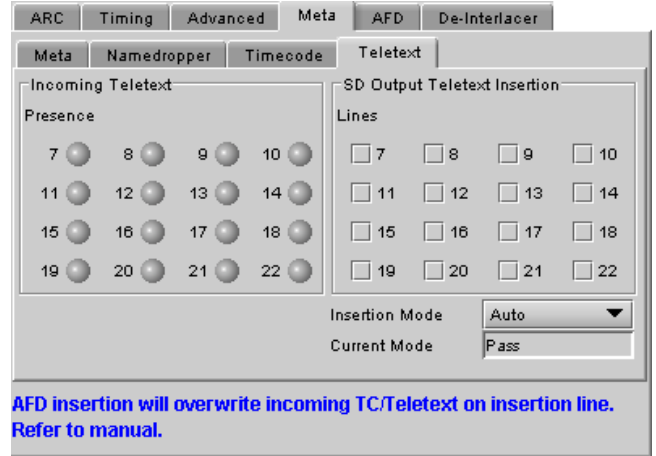 ARC Timing Advanced Meta AFD De-Interlacer
Meta Namedropper Timecode Teletext
Incoming Teletext
Presence
7 8 9 10
11 12 13 14
15 16 17 18
19 20 21 22
SD Output Teletext Insertion
Lines
7 8 9 10
11 12 13 14
15 16 17 18
19 20 21 22
Insertion Mode Auto
Current Mode Pass
AFD insertion will overwrite incoming TC/Teletext on insertion line.
Refer to manual.